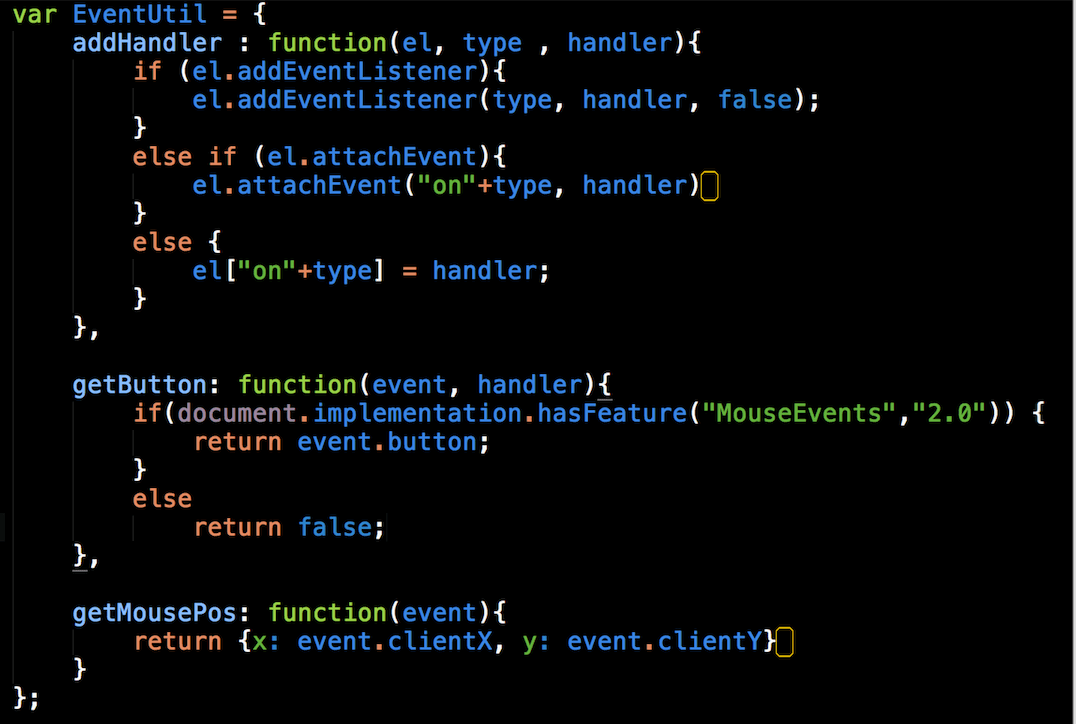 var EventUtil = {
    addHandler : function(el, type , handler){
        if (el.addEventListener){
            el.addEventListener(type, handler, false);
        }
        else if (el.attachEvent){
            el.attachEvent("on"+type, handler)
        }
        else {
            el["on"+type] = handler;
        }
    },

    getButton: function(event, handler){
        if(document.implementation.hasFeature("MouseEvents","2.0")) {
            return event.button;
        }
        else
            return false;
    },

    getMousePos: function(event){
        return {x: event.clientX, y: event.clientY}
    }
};